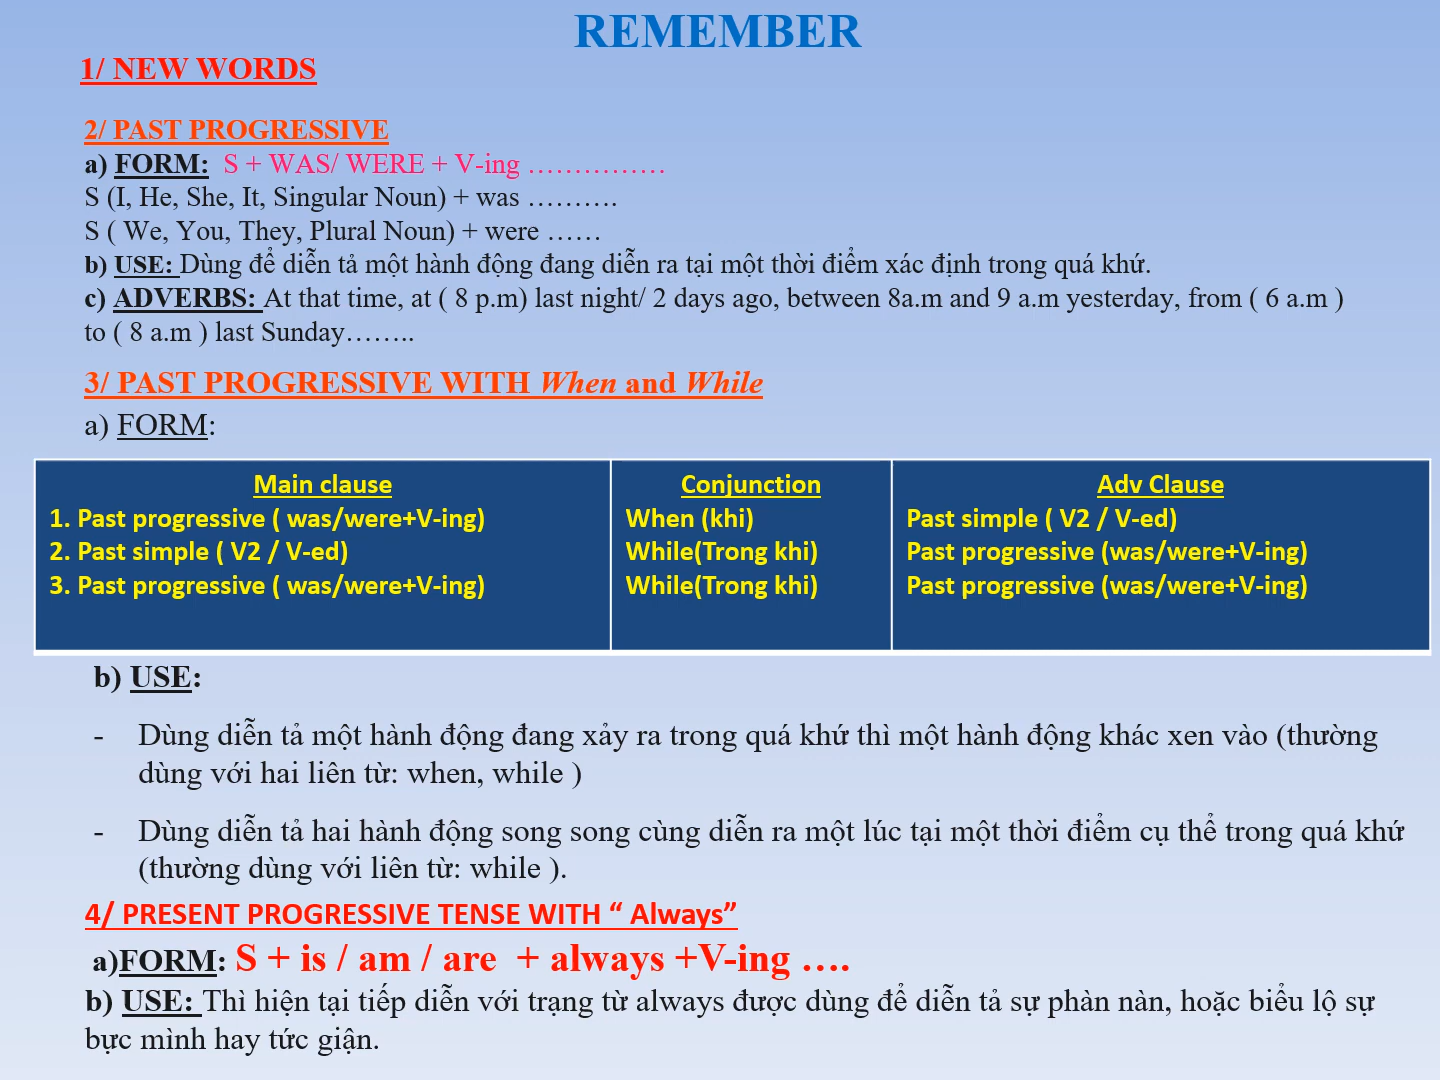 REMEMBER
1/ NEW WORDS
2/ PAST PROGRESSIVE
a) FORM: S + WAS/ WERE + V-ing ……………
S (I, He, She, It, Singular Noun) + was ……….
S ( We, You, They, Plural Noun) + were ……
b) USE: Dùng để diễn tả một hành động đang diễn ra tại một thời điểm xác định trong quá khứ.
c) ADVERBS: At that time, at ( 8 p.m) last night/ 2 days ago, between 8a.m and 9 a.m yesterday, from ( 6 a.m )
to ( 8 a.m ) last Sunday……..
3/ PAST PROGRESSIVE WITH When and While
a) FORM:
Main clause Conjunction Adv Clause
1. Past progressive ( was/were+V-ing) When (khi) Past simple ( V2 / V-ed)
2. Past simple ( V2 / V-ed) While(Trong khi) Past progressive (was/were+V-ing)
3. Past progressive ( was/were+V-ing) While(Trong khi) Past progressive (was/were+V-ing)
b) USE:
- Dùng diễn tả một hành động đang xảy ra trong quá khứ thì một hành động khác xen vào (thường
dùng với hai liên từ: when, while )
- Dùng diễn tả hai hành động song song cùng diễn ra một lúc tại một thời điểm cụ thể trong quá khứ
(thường dùng với liên từ: while ).
4/ PRESENT PROGRESSIVE TENSE WITH “ Always”
a)FORM: S + is / am / are + always +V-ing ….
b) USE: Thì hiện tại tiếp diễn với trạng từ always được dùng để diễn tả sự phàn nàn, hoặc biểu lộ sự
bực mình hay tức giận.